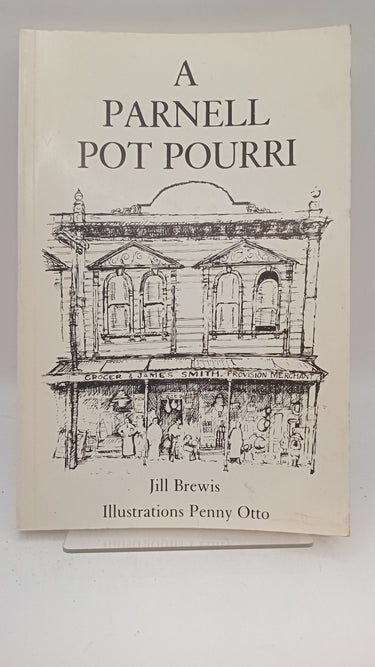 A
PARNELL
POT POURRI
GROCER & JAMES SMITH. PROVISION MERCHANT
Jill Brewis
Illustrations Penny Otto